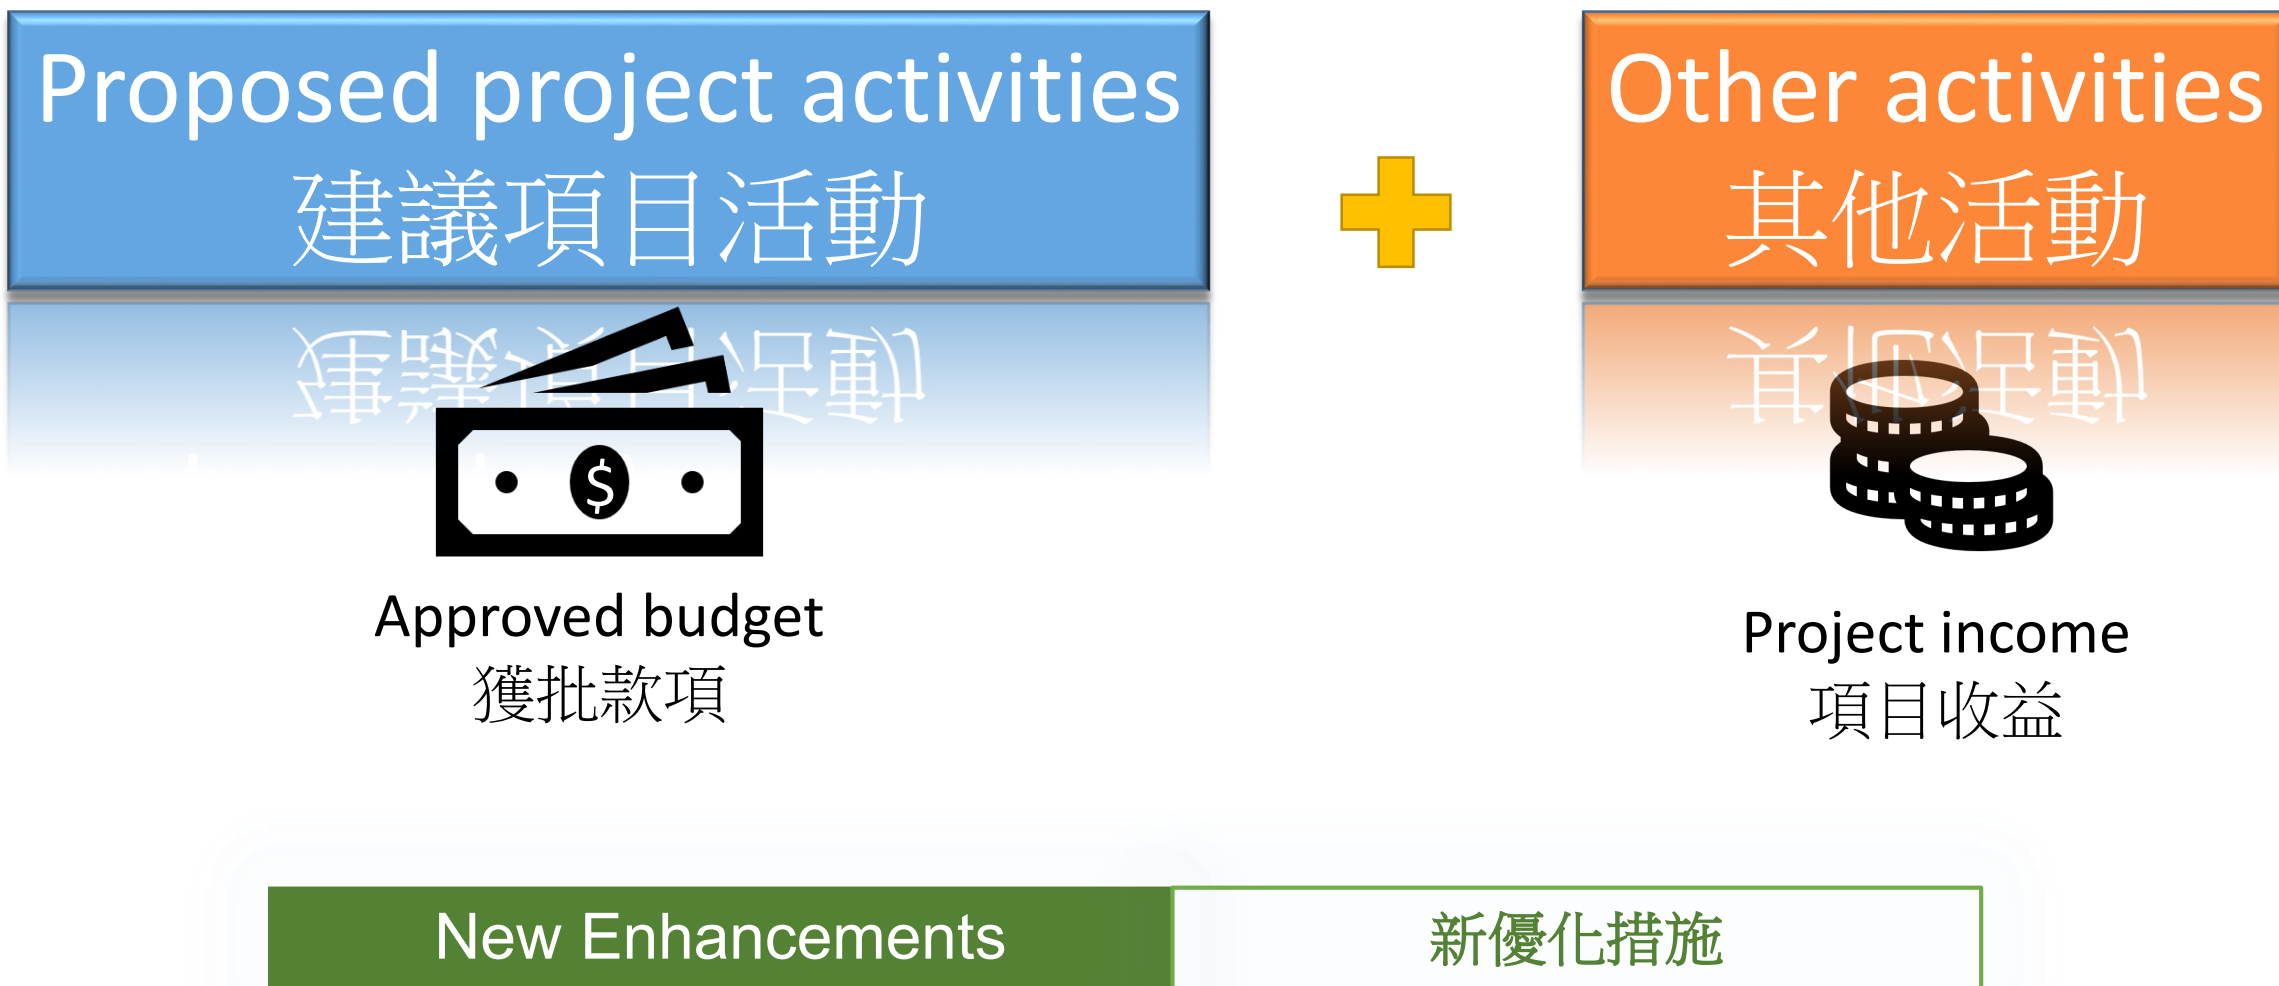 Proposed project activities
建議項目活動
Other activities
其他活動
$
Approved budget
獲批款項
Project income
項目收益
New Enhancements
新優化措施